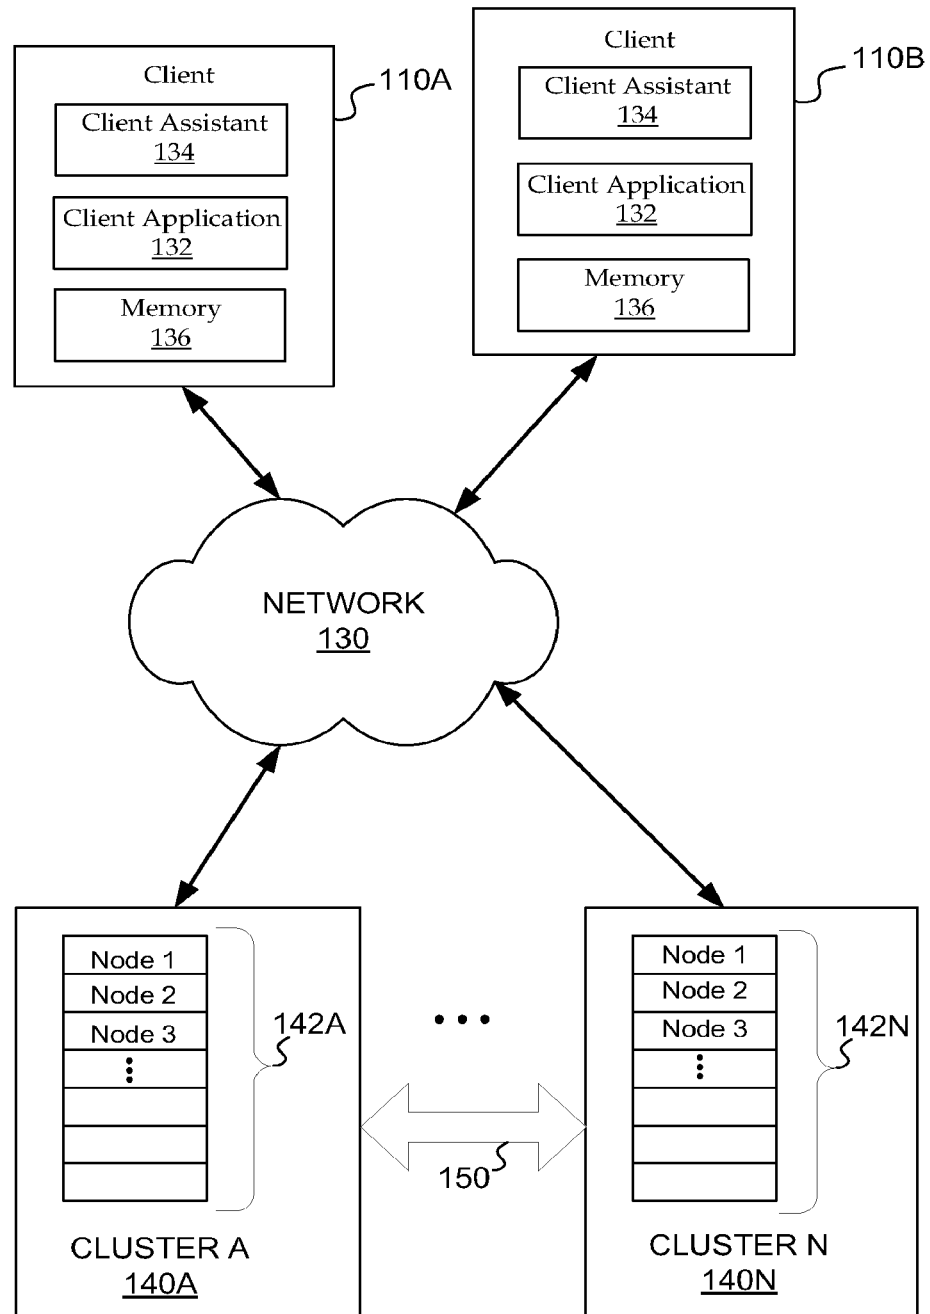 Client
Client Assistant
134
Client Application
132
Memory
136
110A
Client
Client Assistant
134
Client Application
132
Memory
136
110B
NETWORK
130
Node 1
Node 2
Node 3
142A
CLUSTER A
140A
150
Node 1
Node 2
Node 3
142N
CLUSTER N
140N